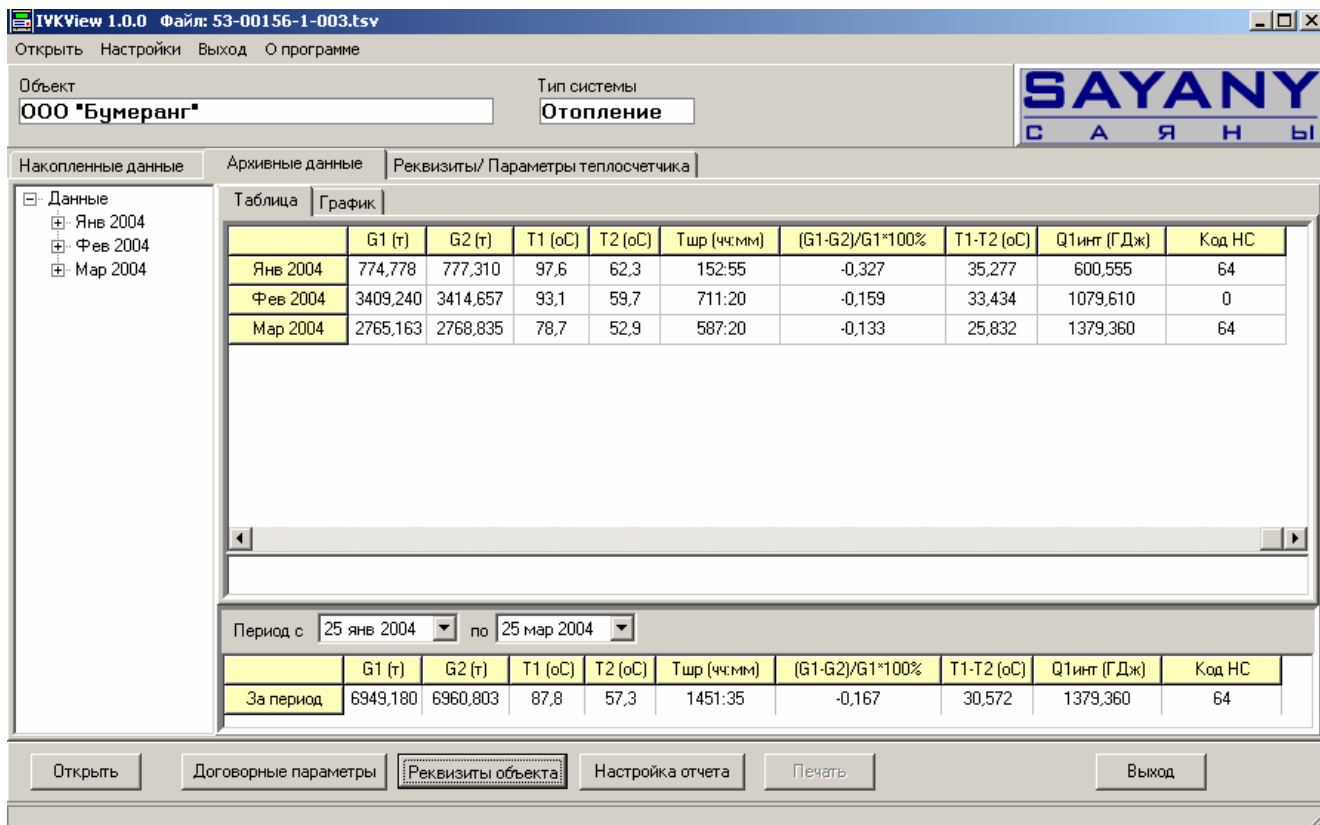 IVKView 1.0.0 Файл: 53-00156-1-003.tsv
Открыть Настройки Выход О программе
Объект Тип системы
ООО "Бумеранг" Отопление
SAYANY
САЯНЫ
Накопленные данные Архивные данные Реквизиты/ Параметры теплосчетчика
Данные
Янв 2004
Фев 2004
Мар 2004
Таблица График
G1 (т) G2 (т) T1 (oC) T2 (oC) Тшр (чч:мм) (G1-G2)/G1*100% T1-T2 (oC) Q1инт (ГДж) Код НС
Янв 2004 774,778 777,310 97,6 62,3 152:55 -0,327 35,277 600,555 64
Фев 2004 3409,240 3414,657 93,1 59,7 711:20 -0,159 33,434 1079,610 0
Мар 2004 2765,163 2768,835 78,7 52,9 587:20 -0,133 25,832 1379,360 64
Период с 25 янв 2004 по 25 мар 2004
G1 (т) G2 (т) T1 (oC) T2 (oC) Тшр (чч:мм) (G1-G2)/G1*100% T1-T2 (oC) Q1инт (ГДж) Код НС
За период 6949,180 6960,803 87,8 57,3 1451:35 -0,167 30,572 1379,360 64
Открыть Договорные параметры Реквизиты объекта Настройка отчета Печать Выход